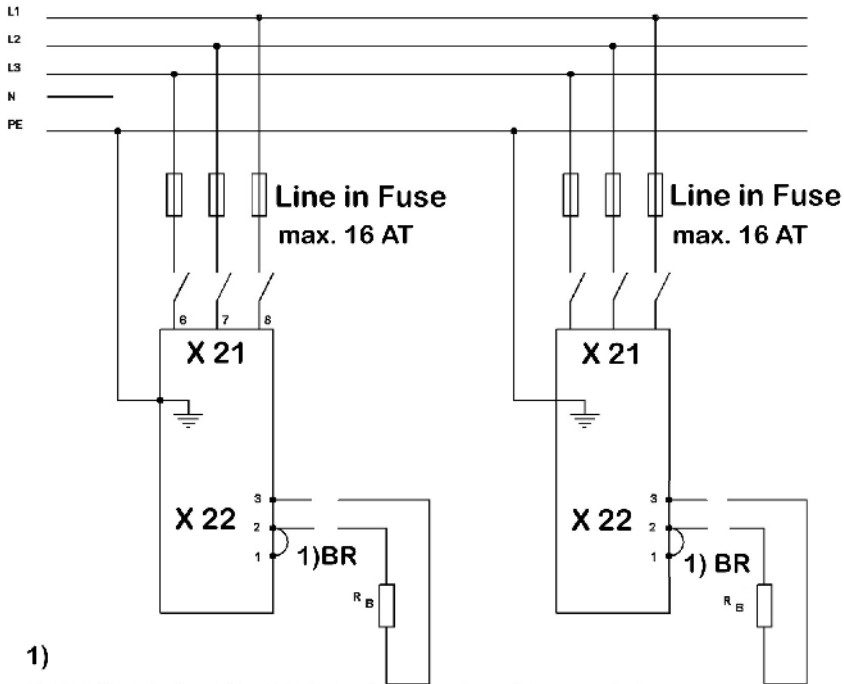 L1
L2
L3
N
PE
Line in Fuse
max. 16 AT
Line in Fuse
max. 16 AT
6 7 8
X 21
X 21
X 22
3
2
1
1)BR
R B
X 22
3
2
1
1) BR
R B
1)